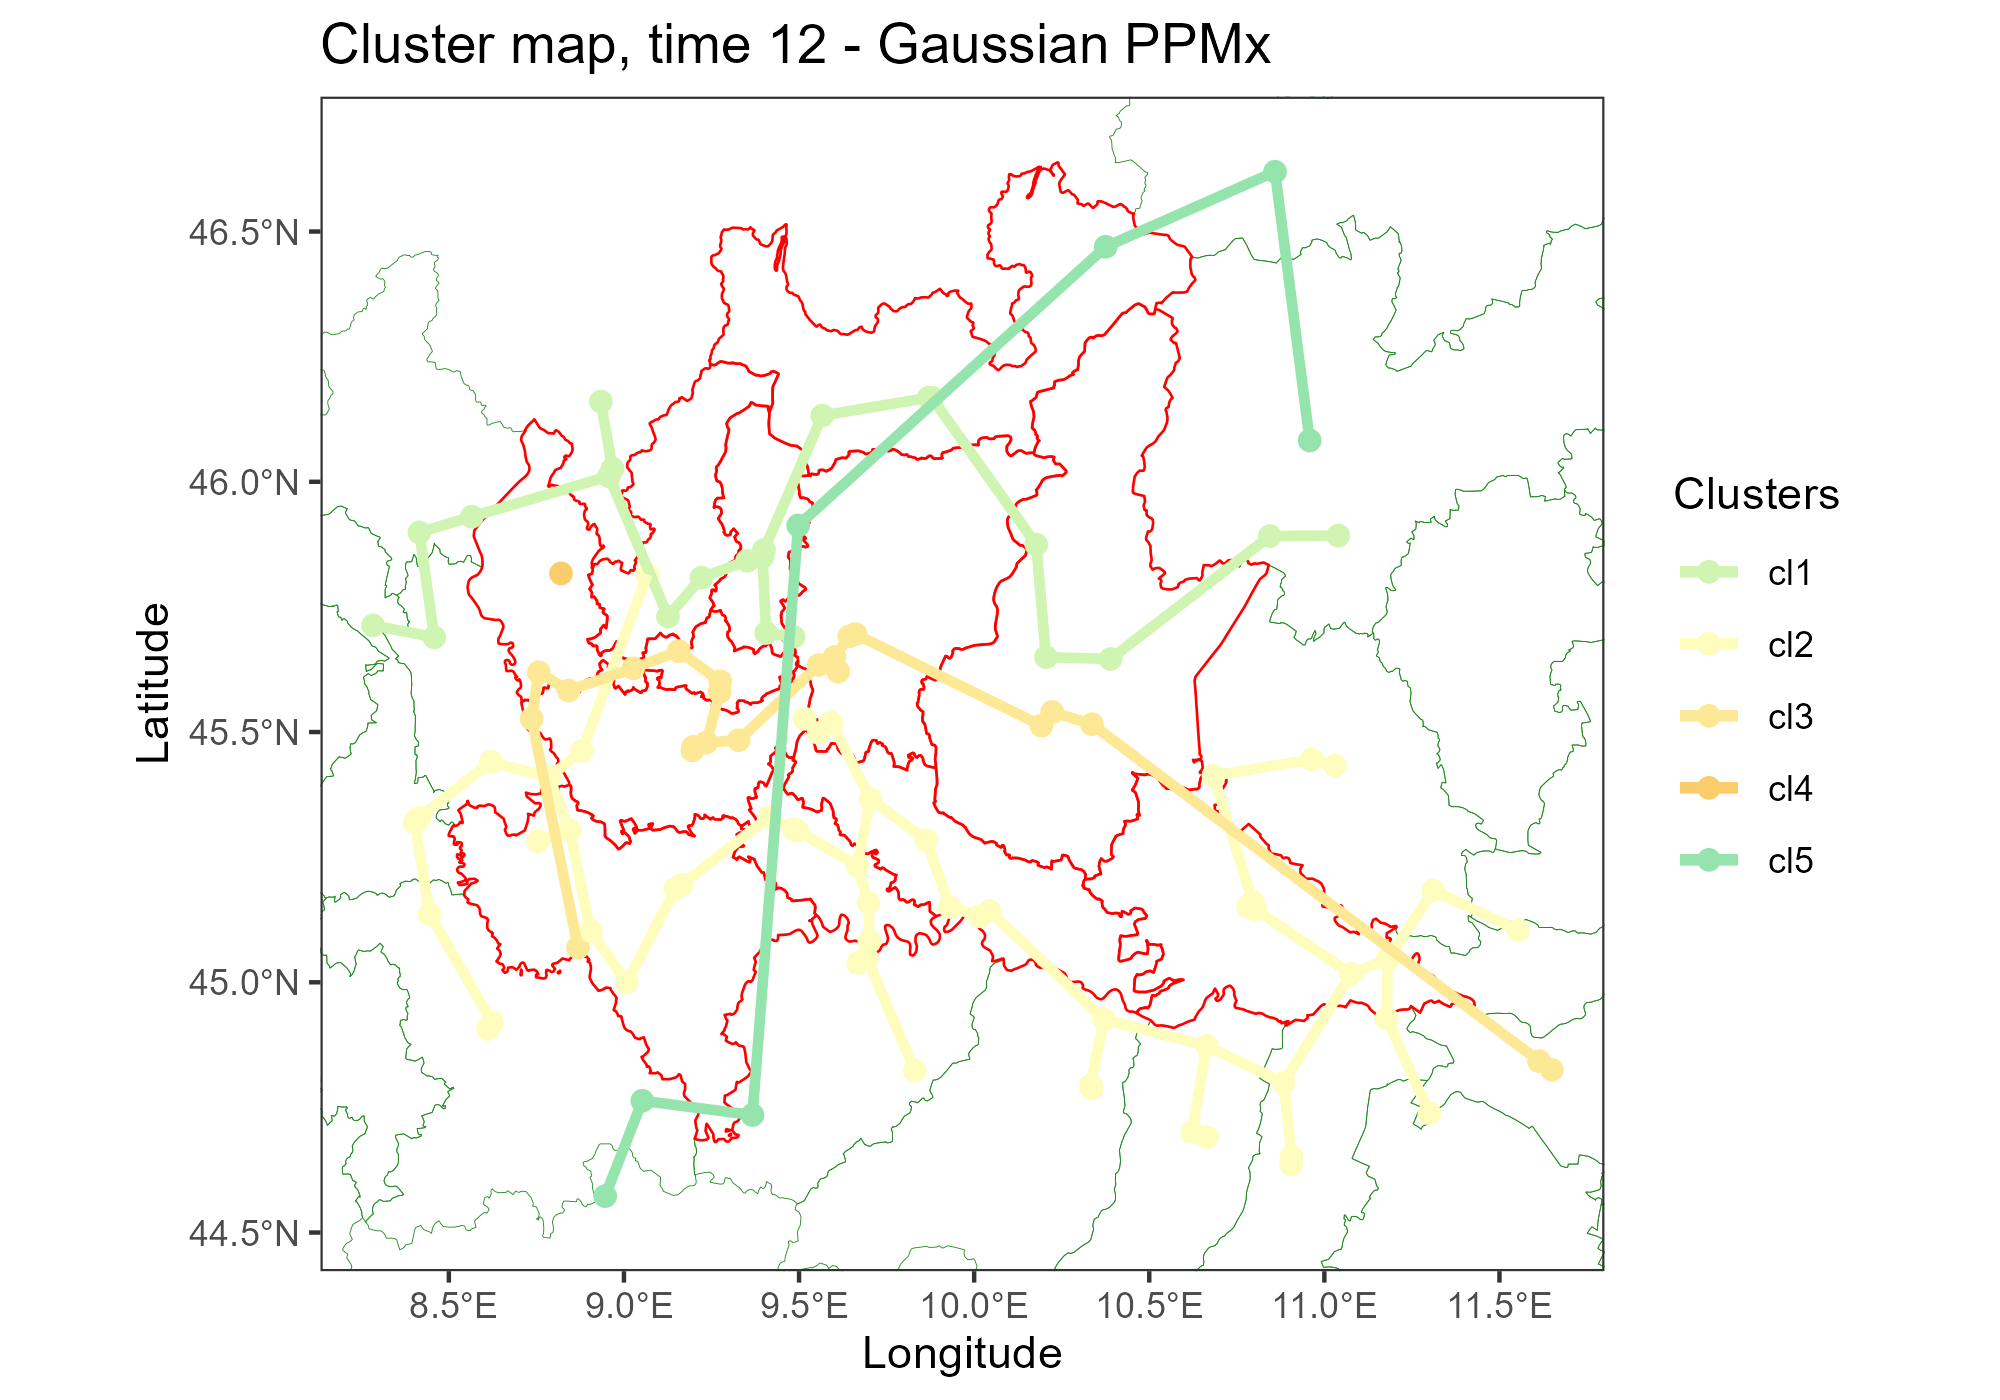 Cluster map, time 12 - Gaussian PPMx
46.5°N
46.0°N
45.5°N
45.0°N
44.5°N
Latitude
8.5°E
9.0°E
9.5°E
10.0°E
10.5°E
11.0°E
11.5°E
Longitude
Clusters
cl1
cl2
cl3
cl4
cl5